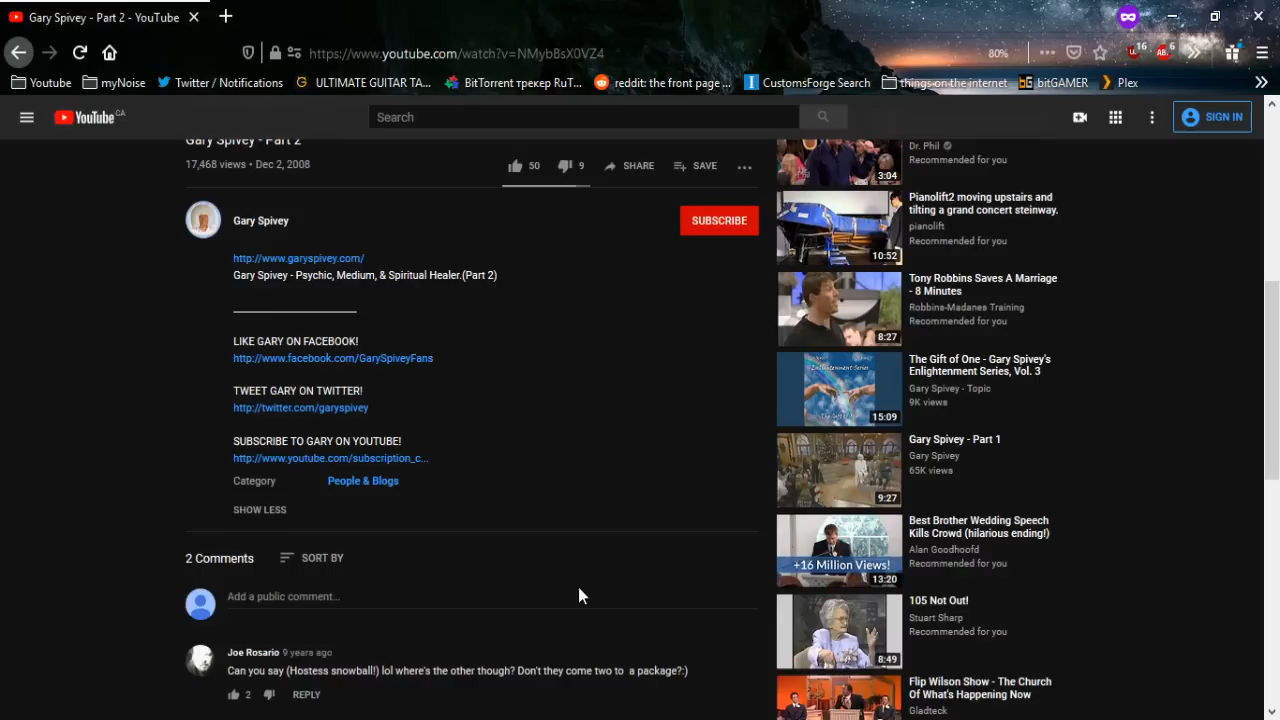 Gary Spivey - Part 2 - YouTube
https://www.youtube.com/watch?v=NMybBsX0VZ4
80%
16
6
Youtube
myNoise
Twitter / Notifications
ULTIMATE GUITAR TA...
BitTorrent трекер RuT...
reddit: the front page ...
CustomsForge Search
things on the internet
bitGAMER
Plex
YouTube CA
Search
SIGN IN
Gary Spivey - Part 2
17,468 views • Dec 2, 2008
50
9
SHARE
SAVE
Gary Spivey
SUBSCRIBE
http://www.garyspivey.com/
Gary Spivey - Psychic, Medium, & Spiritual Healer.(Part 2)
LIKE GARY ON FACEBOOK!
http://www.facebook.com/GarySpiveyFans
TWEET GARY ON TWITTER!
http://twitter.com/garyspivey
SUBSCRIBE TO GARY ON YOUTUBE!
http://www.youtube.com/subscription_c...
Category
People & Blogs
SHOW LESS
2 Comments
SORT BY
Add a public comment...
Joe Rosario 9 years ago
Can you say (Hostess snowball!) lol where's the other though? Don't they come two to a package?:)
2
REPLY
Dr. Phil
Recommended for you
3:04
Pianolift2 moving upstairs and
tilting a grand concert steinway.
pianolift
Recommended for you
10:52
Tony Robbins Saves A Marriage
- 8 Minutes
Robbins-Madanes Training
Recommended for you
8:27
The Gift of One - Gary Spivey's
Enlightenment Series, Vol. 3
Gary Spivey - Topic
9K views
Enlightenment Series
15:09
Gary Spivey - Part 1
Gary Spivey
65K views
9:27
Best Brother Wedding Speech
Kills Crowd (hilarious ending!)
Alan Goodhoofd
Recommended for you
+16 Million Views!
13:20
105 Not Out!
Stuart Sharp
Recommended for you
8:49
Flip Wilson Show - The Church
Of What's Happening Now
Gladteck